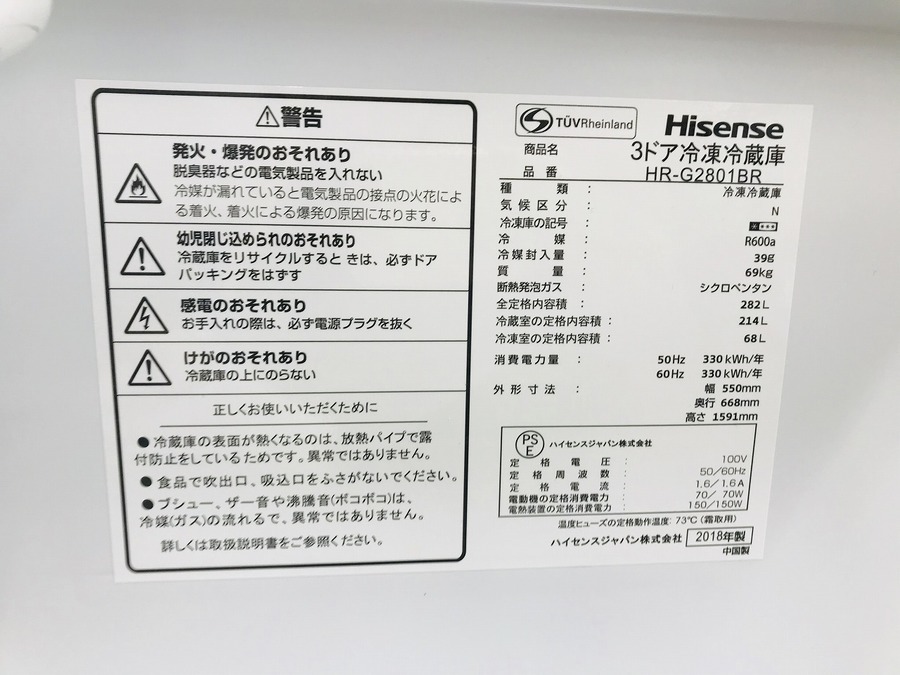 ⚠警告
発火・爆発のおそれあり
脱臭器などの電気製品を入れない
冷媒が漏れていると電気製品の接点の火花によ
る着火、着火による爆発の原因になります。
幼児閉じ込められのおそれあり
冷蔵庫をリサイクルするとき は、必ずドア
パッキングをはずす
感電のおそれあり
お手入れの際は、必ず電源プラグを抜く
けがのおそれあり
冷蔵庫の上にのらない
正しくお使いいただくために
●冷蔵庫の表面が熱くなるのは、放熱パイプで露
付防止をしているためです。異常ではありません。
●食品で吹出口、吸込口をふさがないでください。
●ブシュー、ザー音や沸騰音(ボコボコ)は、
冷媒(ガス)の流れるで、異常ではありません。
詳しくは取扱説明書をご参照ください。
TÜVRheinland
Hisense
商品名 3ドア冷凍冷蔵庫
品番 HR-G2801BR
種類 : 冷凍冷蔵庫
気候区分 : N
冷凍庫の記号 : ＊＊＊＊
冷媒 : R600a
冷媒封入量 : 39g
質量 : 69kg
断熱発泡ガス : シクロペンタン
全定格内容積 : 282L
冷蔵室の定格内容積 : 214L
冷凍室の定格内容積 : 68L
消費電力量 : 50Hz 330kWh/年
60Hz 330kWh/年
外形寸法 : 幅 550mm
奥行 668mm
高さ 1591mm
PS
E
ハイセンスジャパン株式会社
定格電圧 : 100V
定格周波数 : 50/60Hz
定格電流 : 1.6/1.6A
電動機の定格消費電力 : 70/ 70W
電熱装置の定格消費電力 : 150/150W
温度ヒューズの定格動作温度: 73℃ (霜取用)
ハイセンスジャパン株式会社 2018年製
中国製